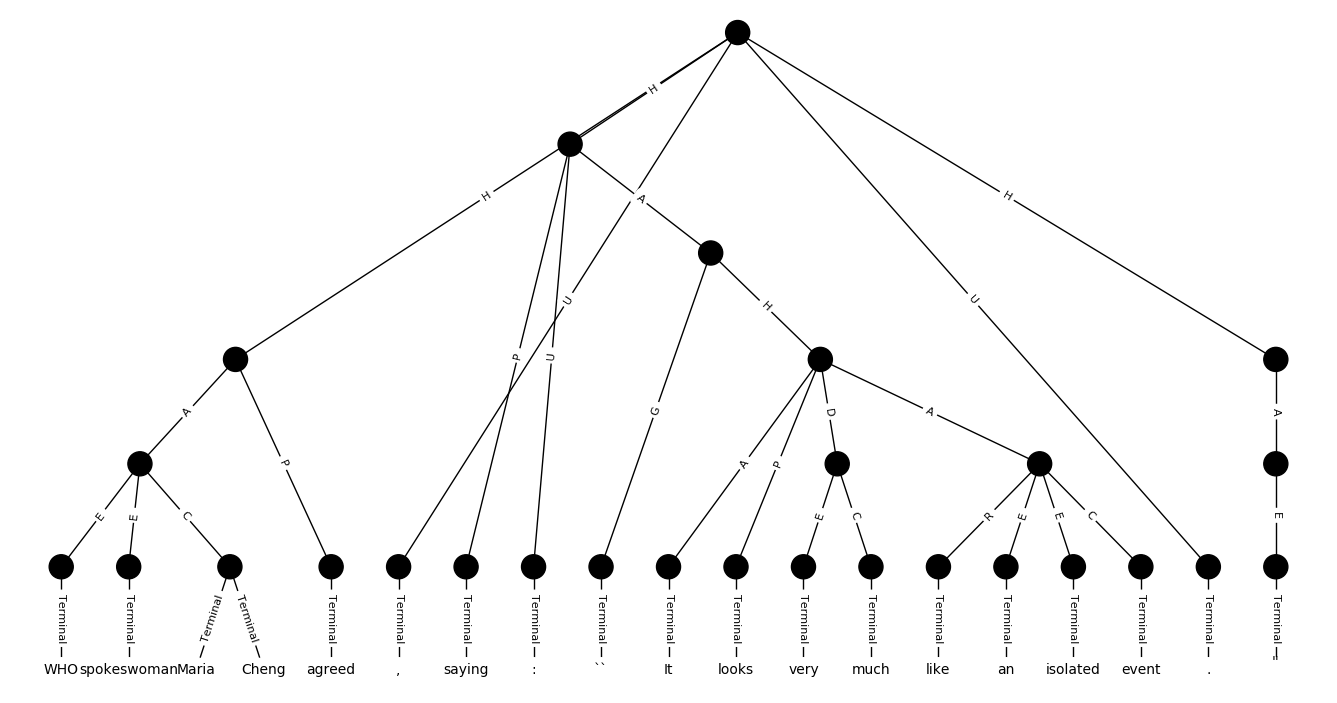 H
H A H
U U
P U
H G
A D A A
P A P
E E C E C R E E C E
Terminal Terminal Terminal Terminal Terminal Terminal Terminal Terminal Terminal Terminal Terminal Terminal Terminal Terminal Terminal Terminal Terminal Terminal Terminal
WHO spokeswoman Maria Cheng agreed , saying : `` It looks very much like an isolated event . "